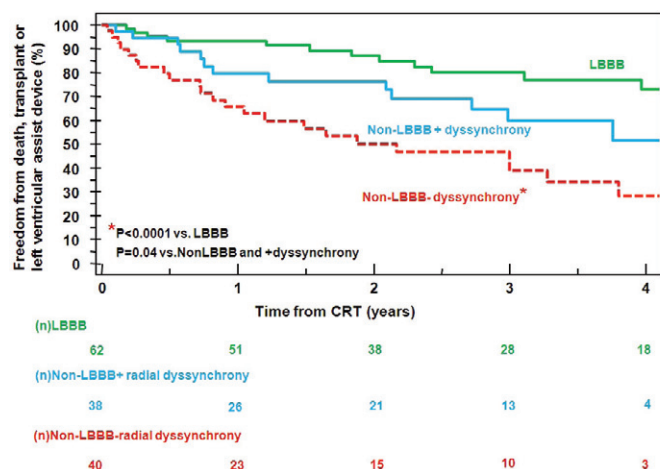 Freedom from death, transplant or
left ventricular assist device (%)
100
90
80
70
60
50
40
30
20
10
0
LBBB
Non-LBBB + dyssynchrony
Non-LBBB- dyssynchrony*
* P<0.0001 vs. LBBB
P=0.04 vs.NonLBBB and +dyssynchrony
0 1 2 3 4
Time from CRT (years)
(n)LBBB
62 51 38 28 18
(n)Non-LBBB+ radial dyssynchrony
38 26 21 13 4
(n)Non-LBBB-radial dyssynchrony
40 23 15 10 3